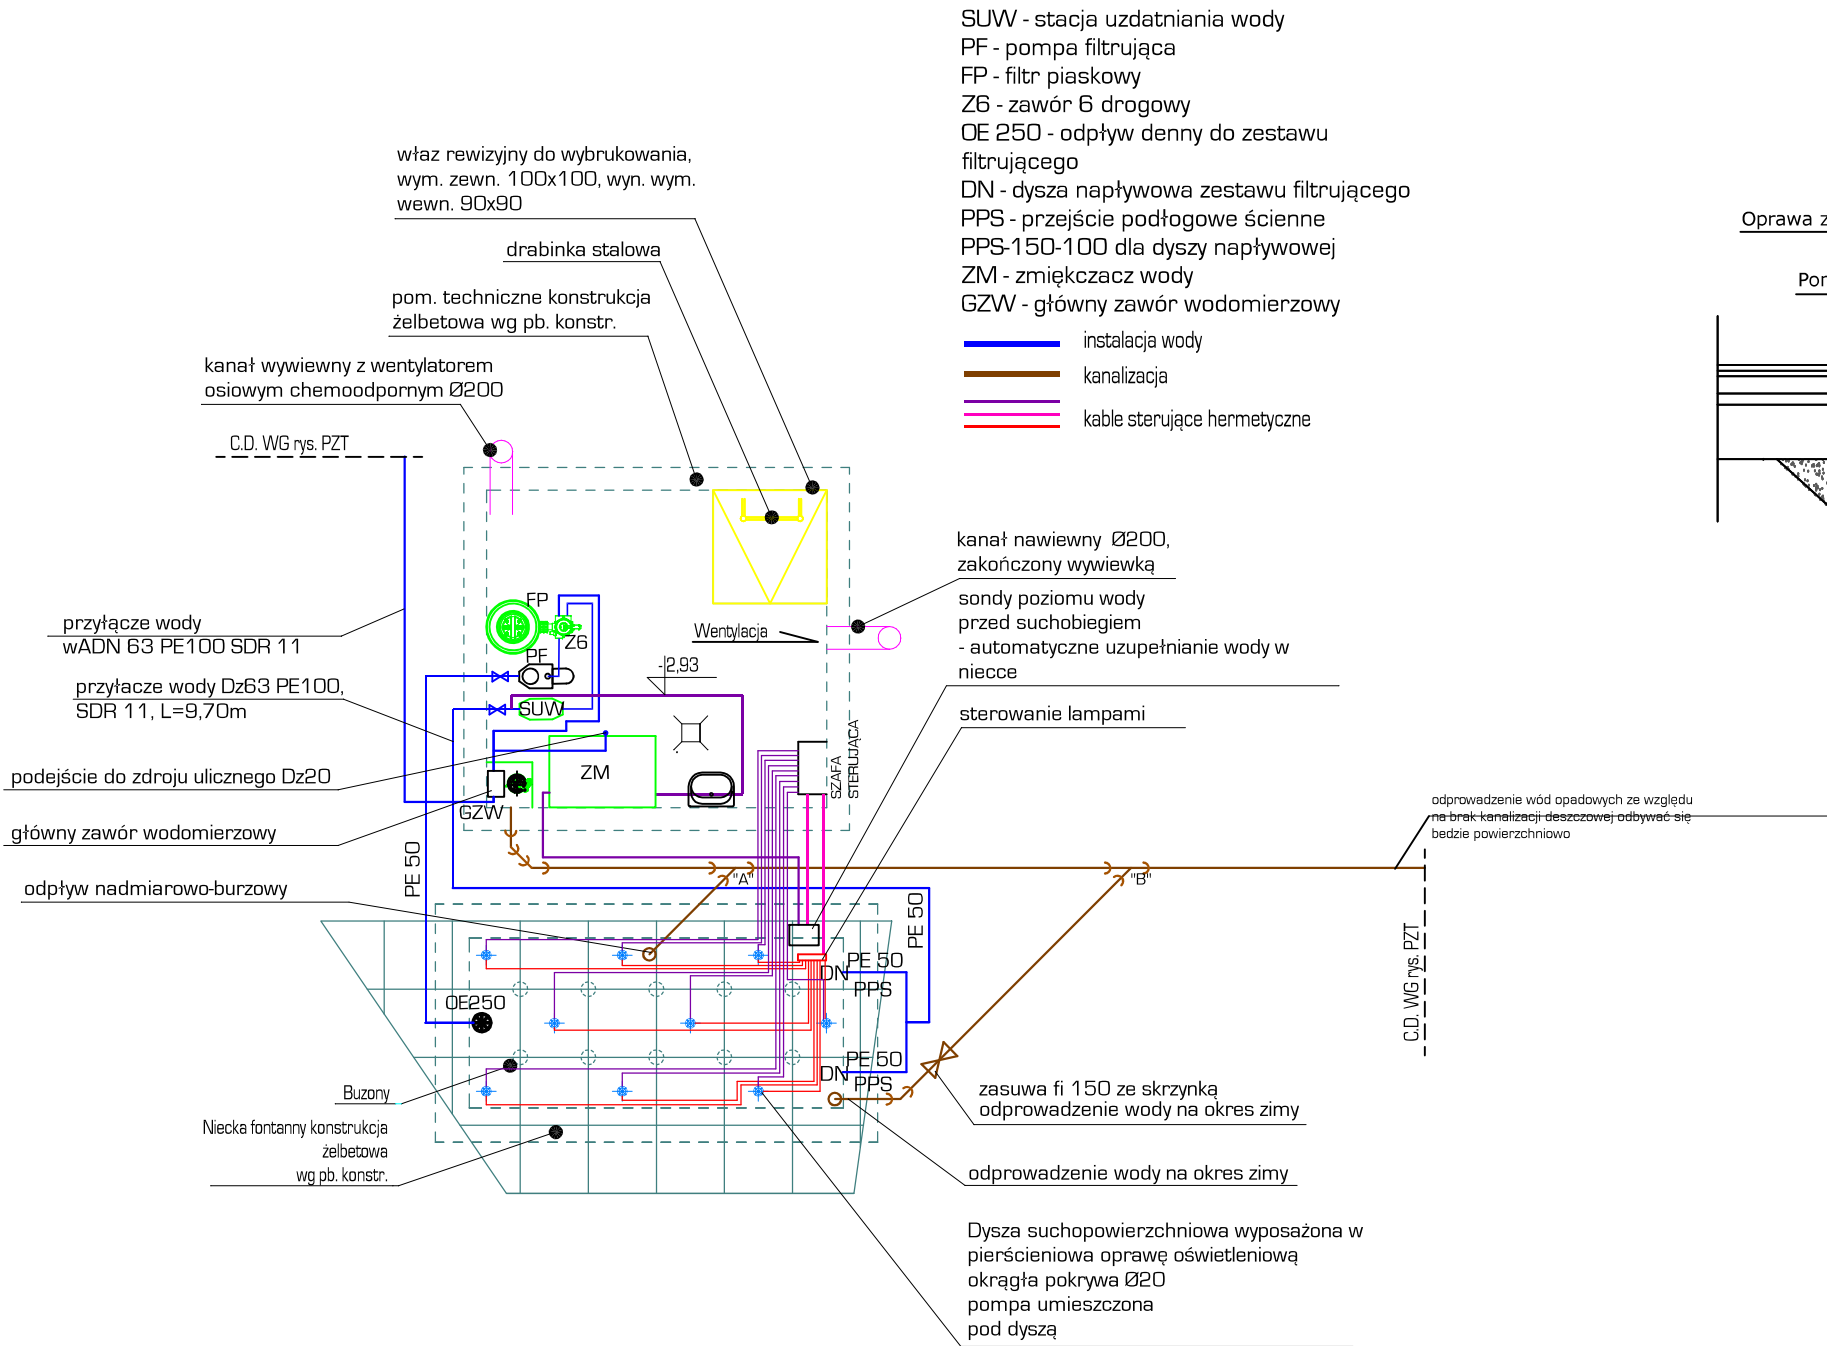 SUW - stacja uzdatniania wody
PF - pompa filtrująca
FP - filtr piaskowy
Z6 - zawór 6 drogowy
OE 250 - odpływ denny do zestawu
filtrującego
DN - dysza napływowa zestawu filtrującego
PPS - przejście podłogowe ścienne
PPS-150-100 dla dyszy napływowej
ZM - zmiękczacz wody
GZW - główny zawór wodomierzowy
instalacja wody
kanalizacja
kable sterujące hermetyczne
właz rewizyjny do wybrukowania,
wym. zewn. 100x100, wyn. wym.
wewn. 90x90
drabinka stalowa
pom. techniczne konstrukcja
żelbetowa wg pb. konstr.
kanał wywiewny z wentylatorem
osiowym chemoodpornym Ø200
C.D. WG rys. PZT
Oprawa z
Por
kanał nawiewny Ø200,
zakończony wywiewką
sondy poziomu wody
przed suchobiegiem
- automatyczne uzupełnianie wody w
niecce
sterowanie lampami
Wentylacja
-2,93
FP
Z6
PF
SUW
ZM
GZW
SZAFA
STERUJĄCA
przyłącze wody
wADN 63 PE100 SDR 11
przyłacze wody Dz63 PE100,
SDR 11, L=9,70m
podejście do zdroju ulicznego Dz20
główny zawór wodomierzowy
odpływ nadmiarowo-burzowy
PE 50
"A"
"B"
PE 50
odprowadzenie wód opadowych ze względu
na brak kanalizacji deszczowej odbywać się
bedzie powierzchniowo
C.D. WG rys. PZT
OE250
PE 50
DN
PPS
PE 50
DN
PPS
Buzony
Niecka fontanny konstrukcja
żelbetowa
wg pb. konstr.
zasuwa fi 150 ze skrzynką
odprowadzenie wody na okres zimy
odprowadzenie wody na okres zimy
Dysza suchopowierzchniowa wyposażona w
pierścieniowa oprawę oświetleniową
okrągła pokrywa Ø20
pompa umieszczona
pod dyszą